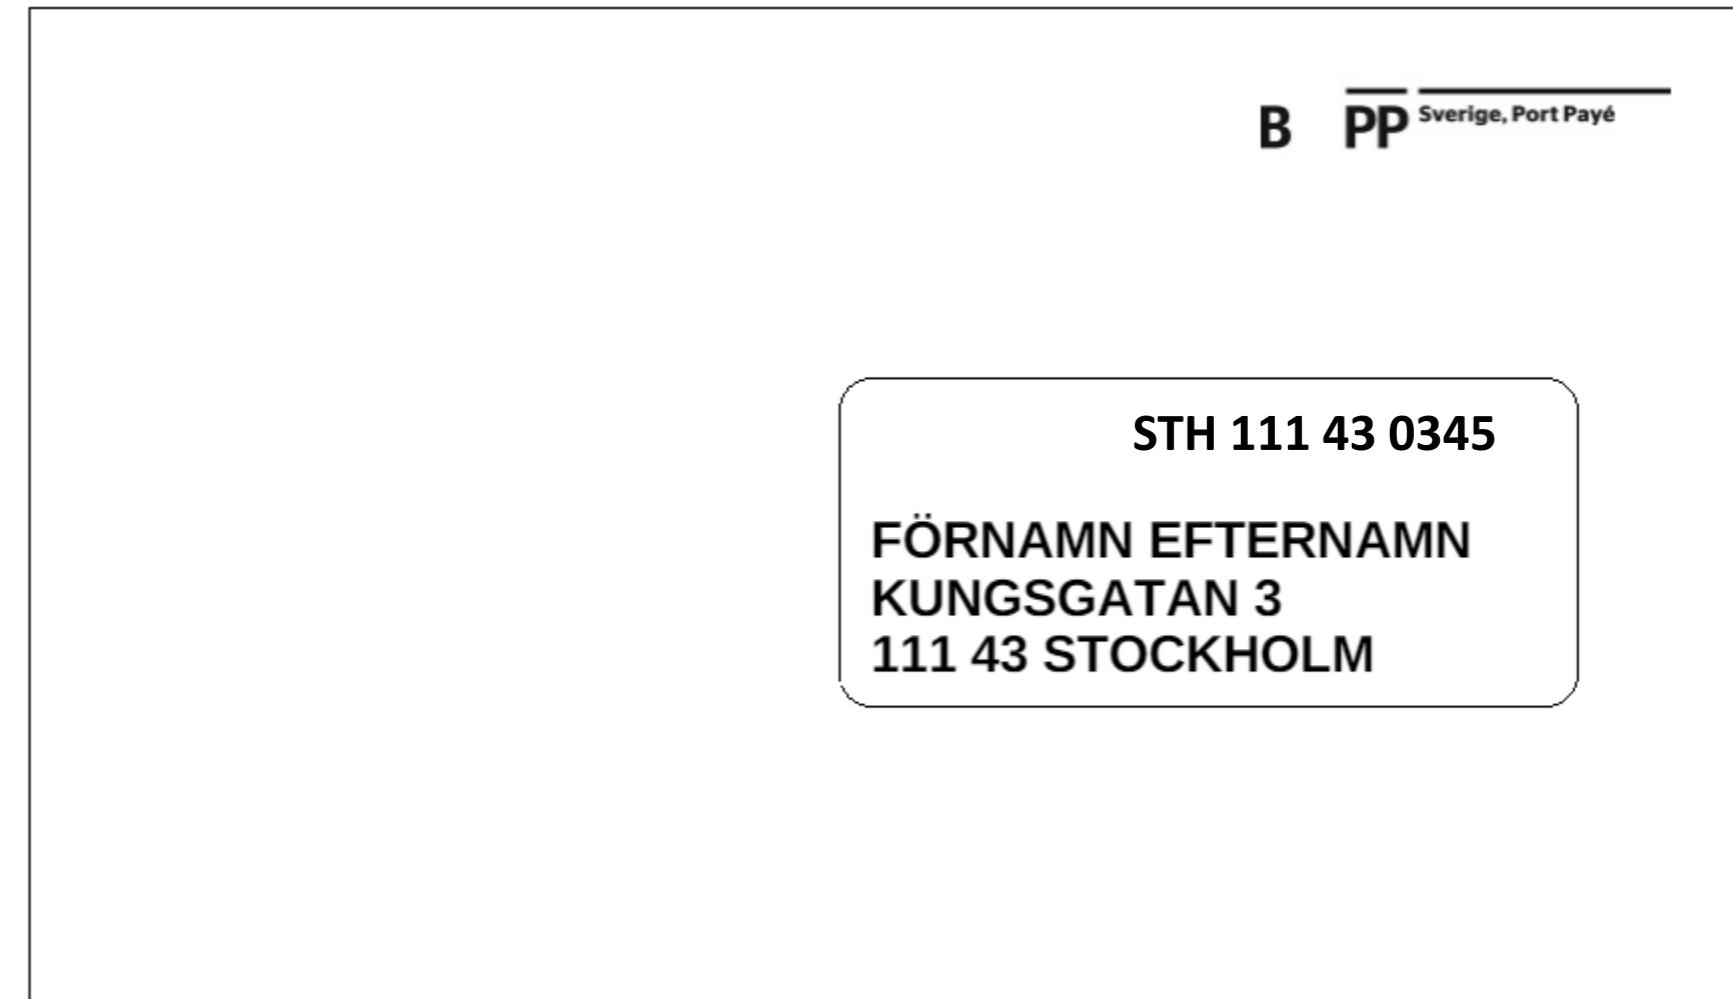 B PP Sverige, Port Payé
STH 111 43 0345
FÖRNAMN EFTERNAMN
KUNGSGATAN 3
111 43 STOCKHOLM